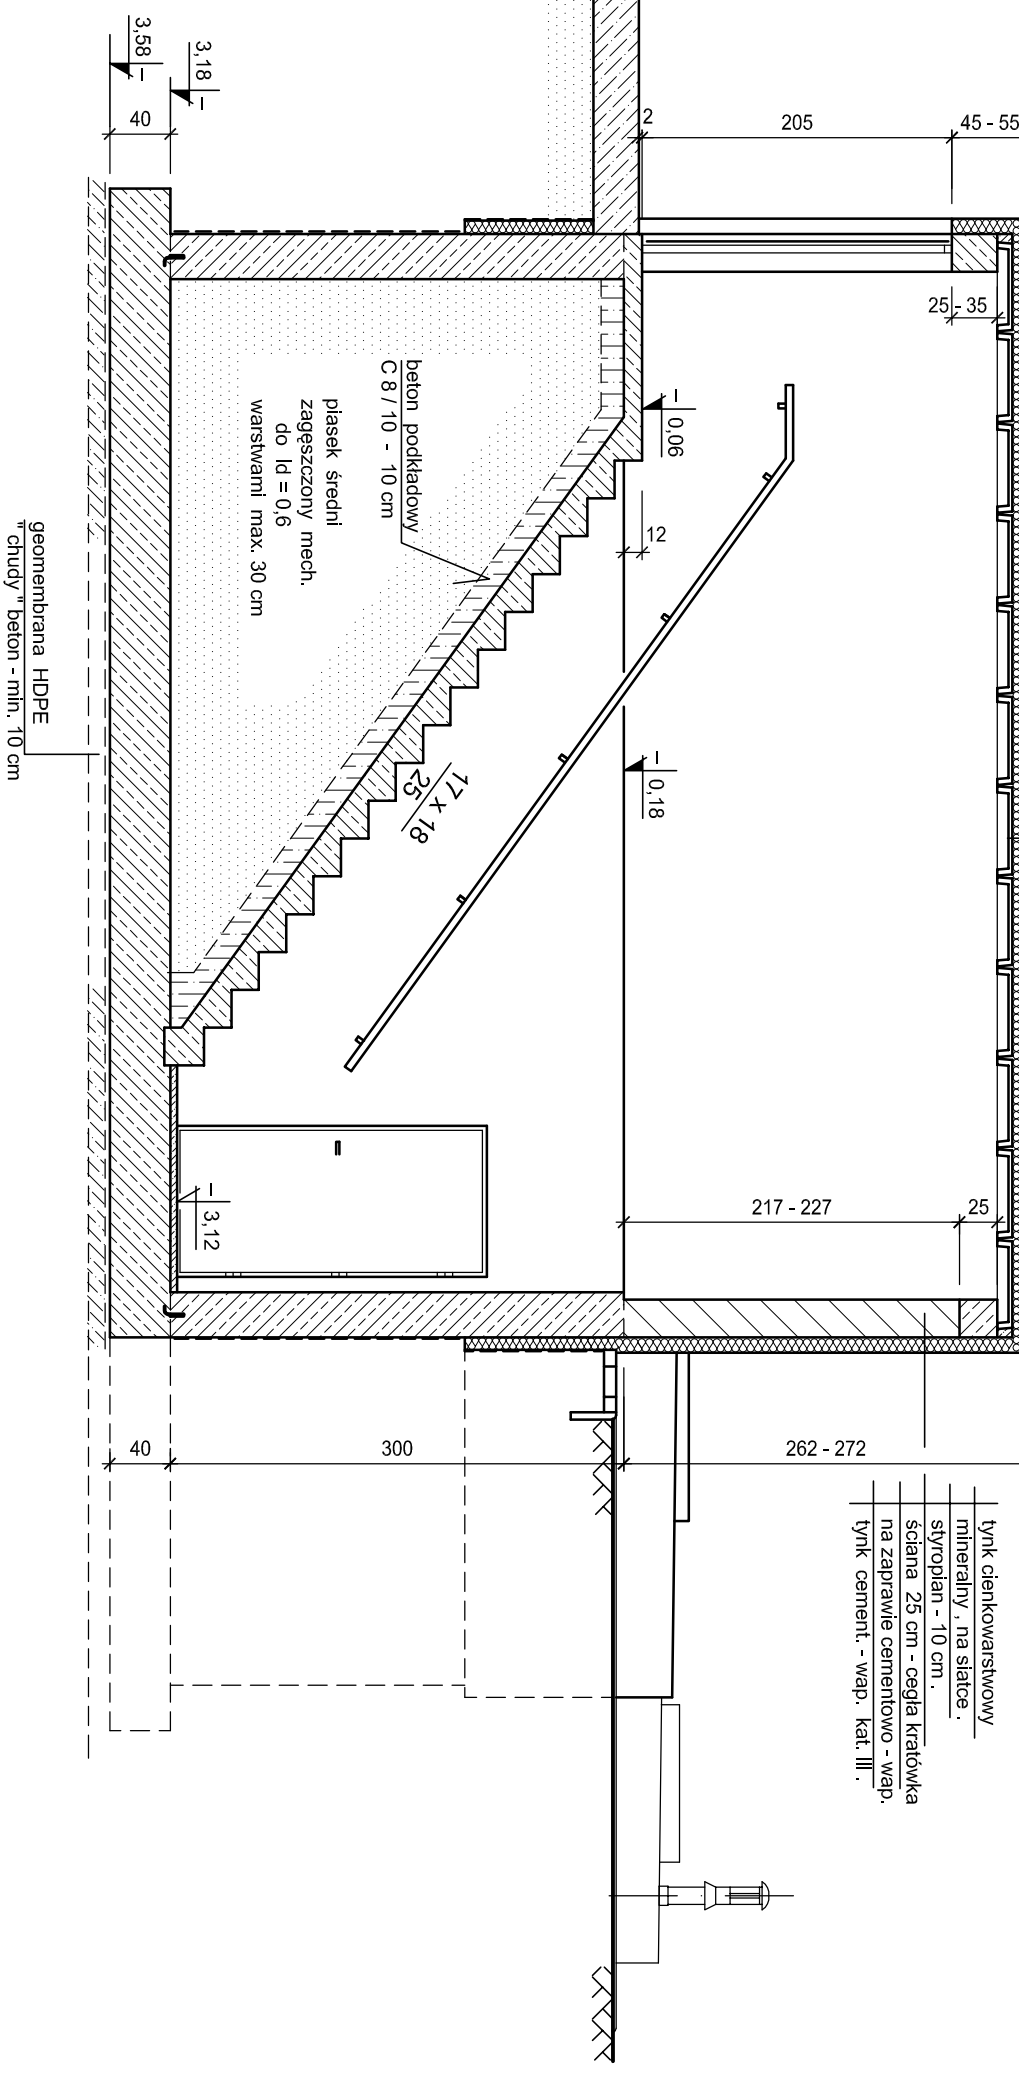 3,58
–
3,18
–
40
2
205
45 - 55
25 - 35
beton podkładowy
C 8 / 10 - 10 cm
piasek średni
zagęszczony mech.
do Id = 0,6
warstwami max. 30 cm
–
0,06
12
–
0,18
17 x 18
25
geomembrana HDPE
" chudy " beton - min. 10 cm
–
3,12
217 - 227
25
40
300
262 - 272
tynk cienkowarstwowy
mineralny , na siatce .
styropian - 10 cm .
ściana 25 cm - cegła kratówka
na zaprawie cementowo - wap.
tynk cement. - wap. kat. III .